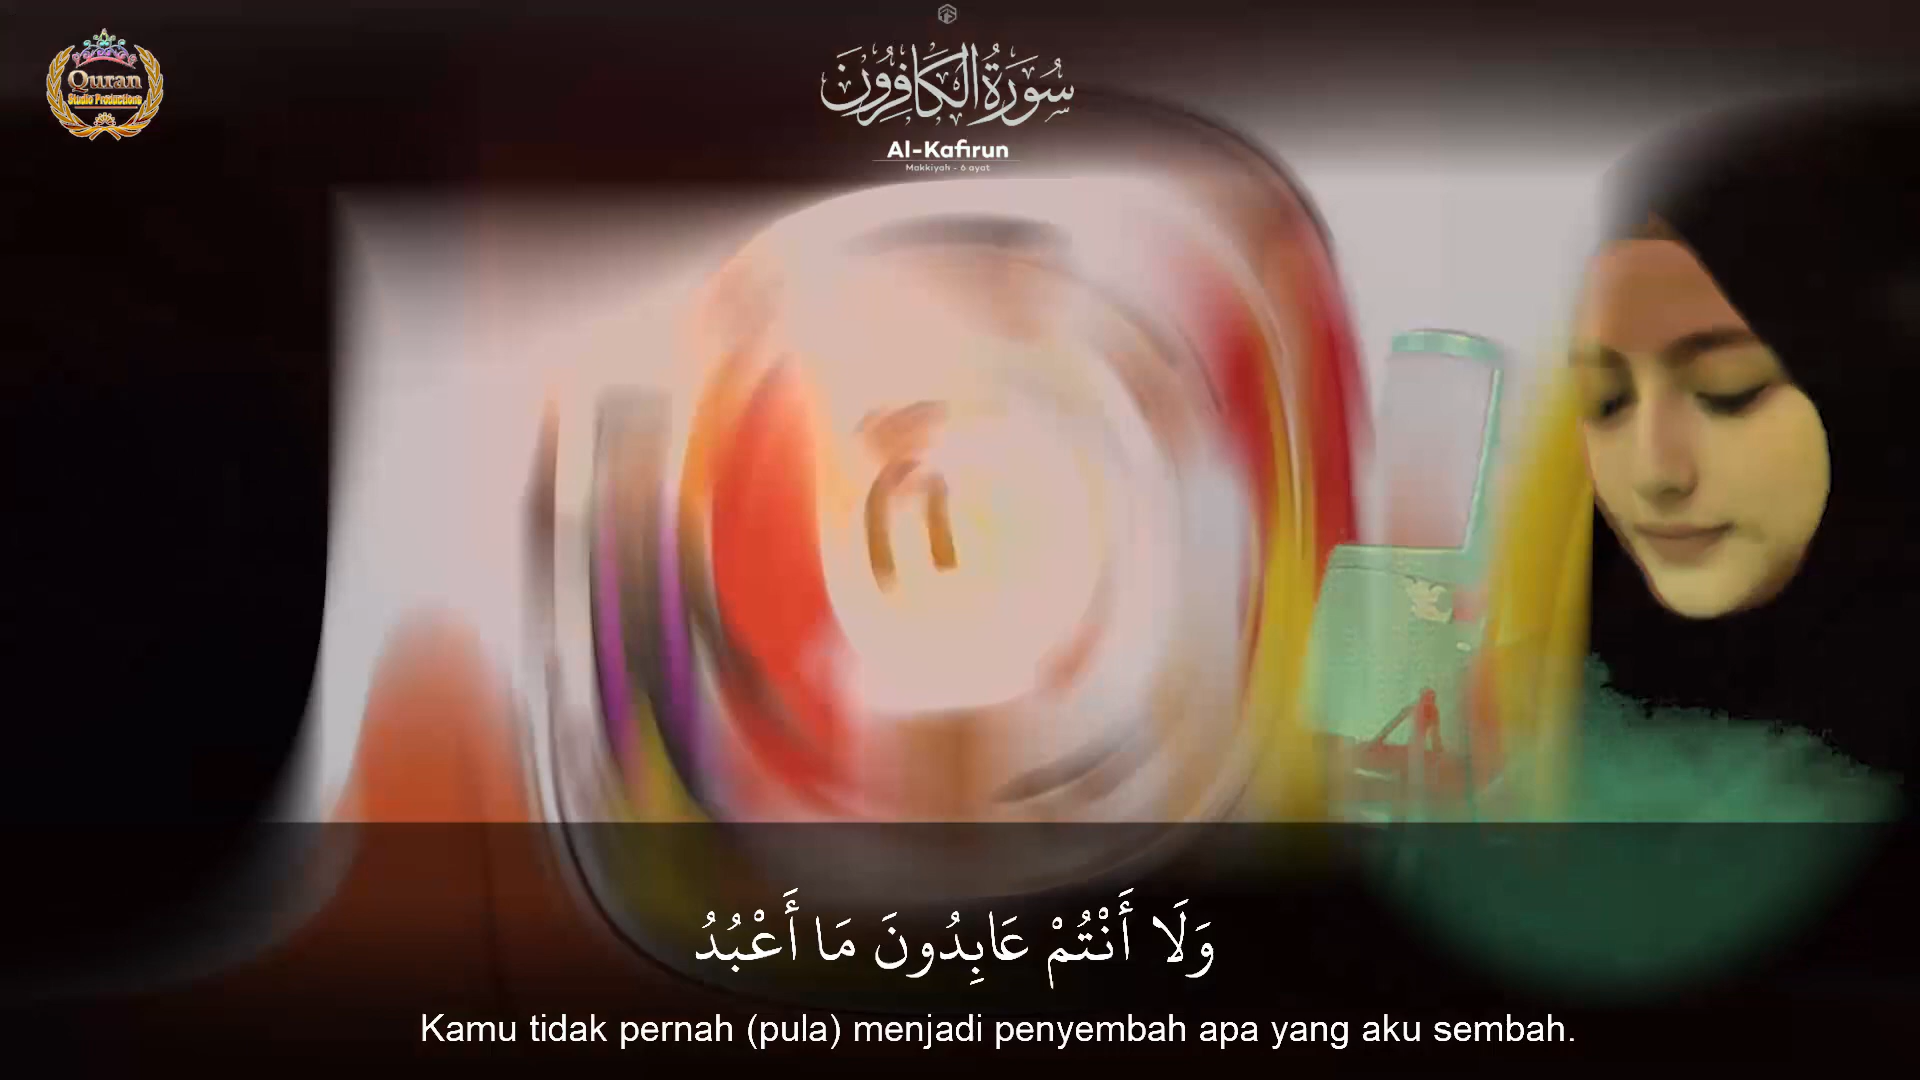 Quran
Studio Productions
سُورَةُ الكَافِرُون
Al-Kafirun
Makkiyah - 6 ayat
وَلَا أَنْتُمْ عَابِدُونَ مَا أَعْبُدُ
Kamu tidak pernah (pula) menjadi penyembah apa yang aku sembah.